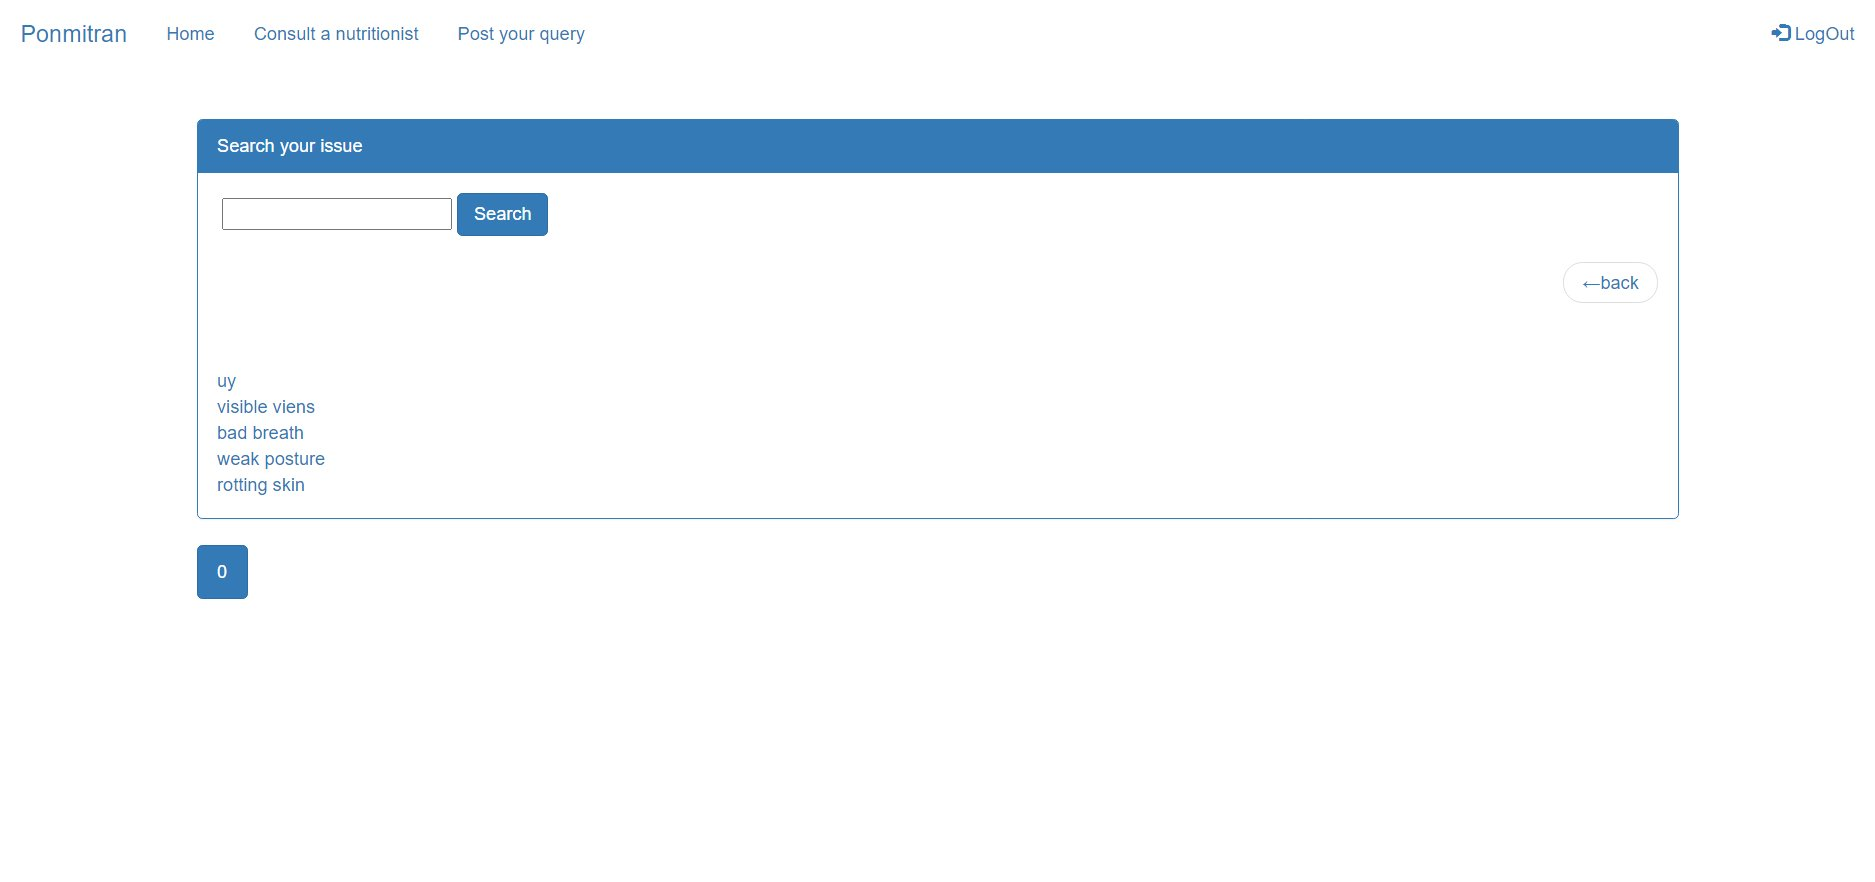 Ponmitran Home Consult a nutritionist Post your query LogOut
Search your issue
Search
←back
uy
visible viens
bad breath
weak posture
rotting skin
0